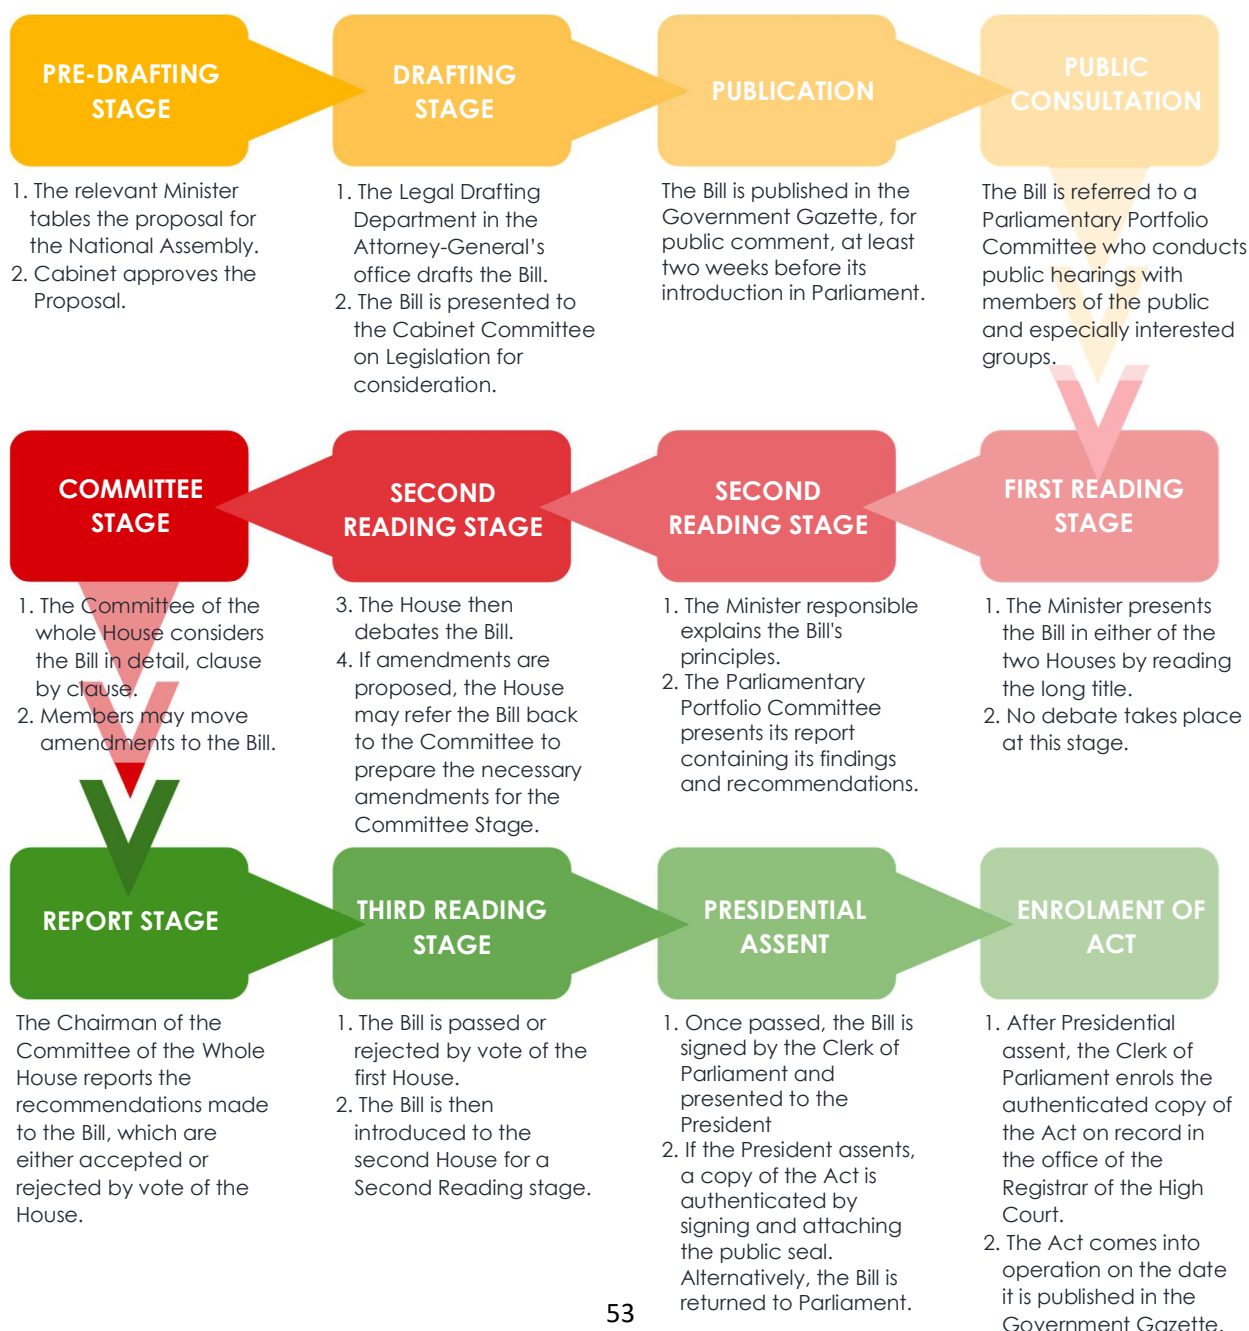 PRE-DRAFTING
STAGE
1. The relevant Minister
tables the proposal for
the National Assembly.
2. Cabinet approves the
Proposal.
DRAFTING
STAGE
1. The Legal Drafting
Department in the
Attorney-General’s
office drafts the Bill.
2. The Bill is presented to
the Cabinet Committee
on Legislation for
consideration.
PUBLICATION
The Bill is published in the
Government Gazette, for
public comment, at least
two weeks before its
introduction in Parliament.
PUBLIC
CONSULTATION
The Bill is referred to a
Parliamentary Portfolio
Committee who conducts
public hearings with
members of the public
and especially interested
groups.
FIRST READING
STAGE
1. The Minister presents
the Bill in either of the
two Houses by reading
the long title.
2. No debate takes place
at this stage.
SECOND
READING STAGE
1. The Minister responsible
explains the Bill's
principles.
2. The Parliamentary
Portfolio Committee
presents its report
containing its findings
and recommendations.
SECOND
READING STAGE
3. The House then
debates the Bill.
4. If amendments are
proposed, the House
may refer the Bill back
to the Committee to
prepare the necessary
amendments for the
Committee Stage.
COMMITTEE
STAGE
1. The Committee of the
whole House considers
the Bill in detail, clause
by clause.
2. Members may move
amendments to the Bill.
REPORT STAGE
The Chairman of the
Committee of the Whole
House reports the
recommendations made
to the Bill, which are
either accepted or
rejected by vote of the
House.
THIRD READING
STAGE
1. The Bill is passed or
rejected by vote of the
first House.
2. The Bill is then
introduced to the
second House for a
Second Reading stage.
PRESIDENTIAL
ASSENT
1. Once passed, the Bill is
signed by the Clerk of
Parliament and
presented to the
President
2. If the President assents,
a copy of the Act is
authenticated by
signing and attaching
the public seal.
Alternatively, the Bill is
returned to Parliament.
ENROLMENT OF
ACT
1. After Presidential
assent, the Clerk of
Parliament enrols the
authenticated copy of
the Act on record in
the office of the
Registrar of the High
Court.
2. The Act comes into
operation on the date
it is published in the
Government Gazette.
53